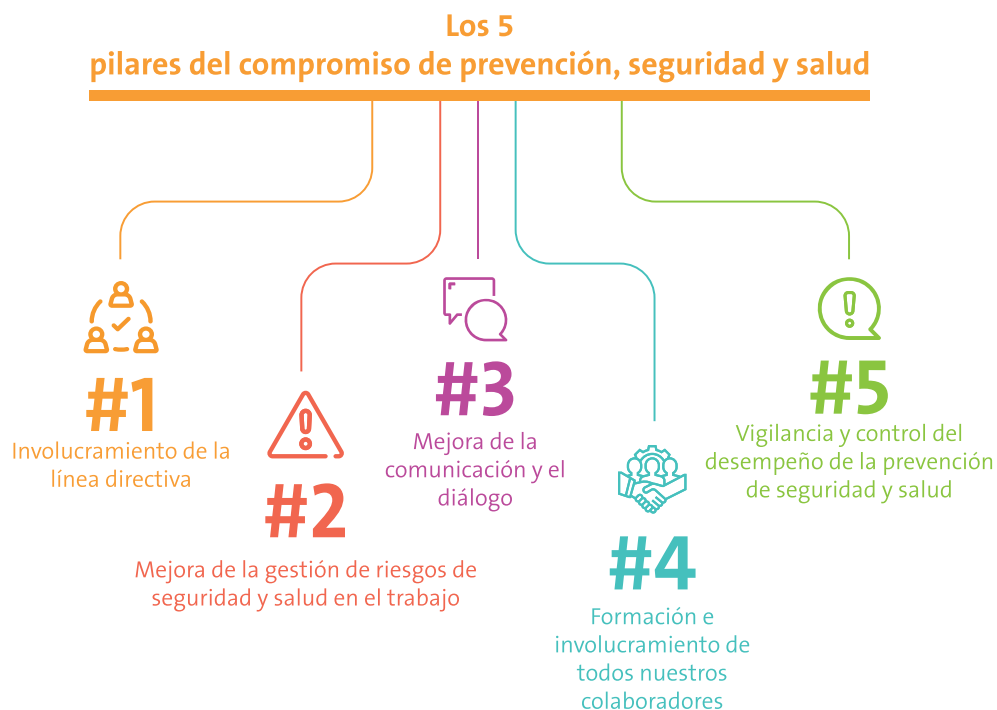 Los 5
pilares del compromiso de prevención, seguridad y salud
#1
Involucramiento de la
línea directiva
#2
Mejora de la gestión de riesgos de
seguridad y salud en el trabajo
#3
Mejora de la
comunicación y el
diálogo
#4
Formación e
involucramiento de
todos nuestros
colaboradores
#5
Vigilancia y control del
desempeño de la prevención
de seguridad y salud